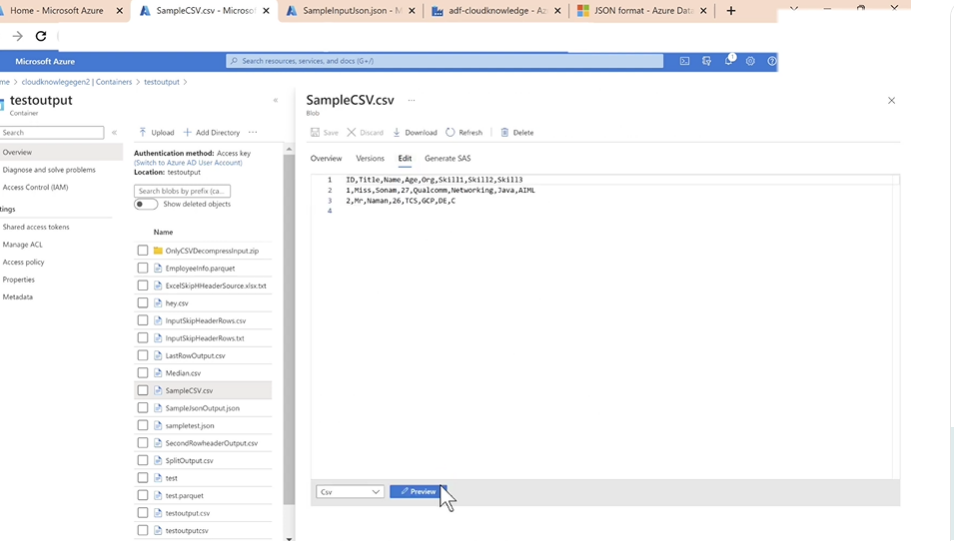 Home - Microsoft Azure
SampleCSV.csv - Microsof
SampleInputJson.json - M
adf-cloudknowledge - Az
JSON format - Azure Data
Microsoft Azure
Search resources, services, and docs (G+/)
1
me > cloudknowlegegen2 | Containers > testoutput >
testoutput
Container
Search
Overview
Diagnose and solve problems
Access Control (IAM)
tings
Shared access tokens
Manage ACL
Access policy
Properties
Metadata
Upload
Add Directory
Authentication method: Access key
(Switch to Azure AD User Account)
Location: testoutput
Search blobs by prefix (ca...
Show deleted objects
Name
OnlyCSVDecompressInput.zip
EmployeeInfo.parquet
ExcelSkipHHeaderSource.xlsx.txt
hey.csv
InputSkipHeaderRows.csv
InputSkipHeaderRows.txt
LastRowOutput.csv
Median.csv
SampleCSV.csv
SampleJsonOutput.json
sampletest.json
SecondRowheaderOutput.csv
SplitOutput.csv
test
test.parquet
testoutput.csv
testoutputcsv
SampleCSV.csv
Blob
Save
Discard
Download
Refresh
Delete
Overview
Versions
Edit
Generate SAS
1 ID,Title,Name,Age,Org,Skill1,Skill2,Skill3
2 1,Miss,Sonam,27,Qualcomm,Networking,Java,AIML
3 2,Mr,Naman,26,TCS,GCP,DE,C
4
Csv
Preview